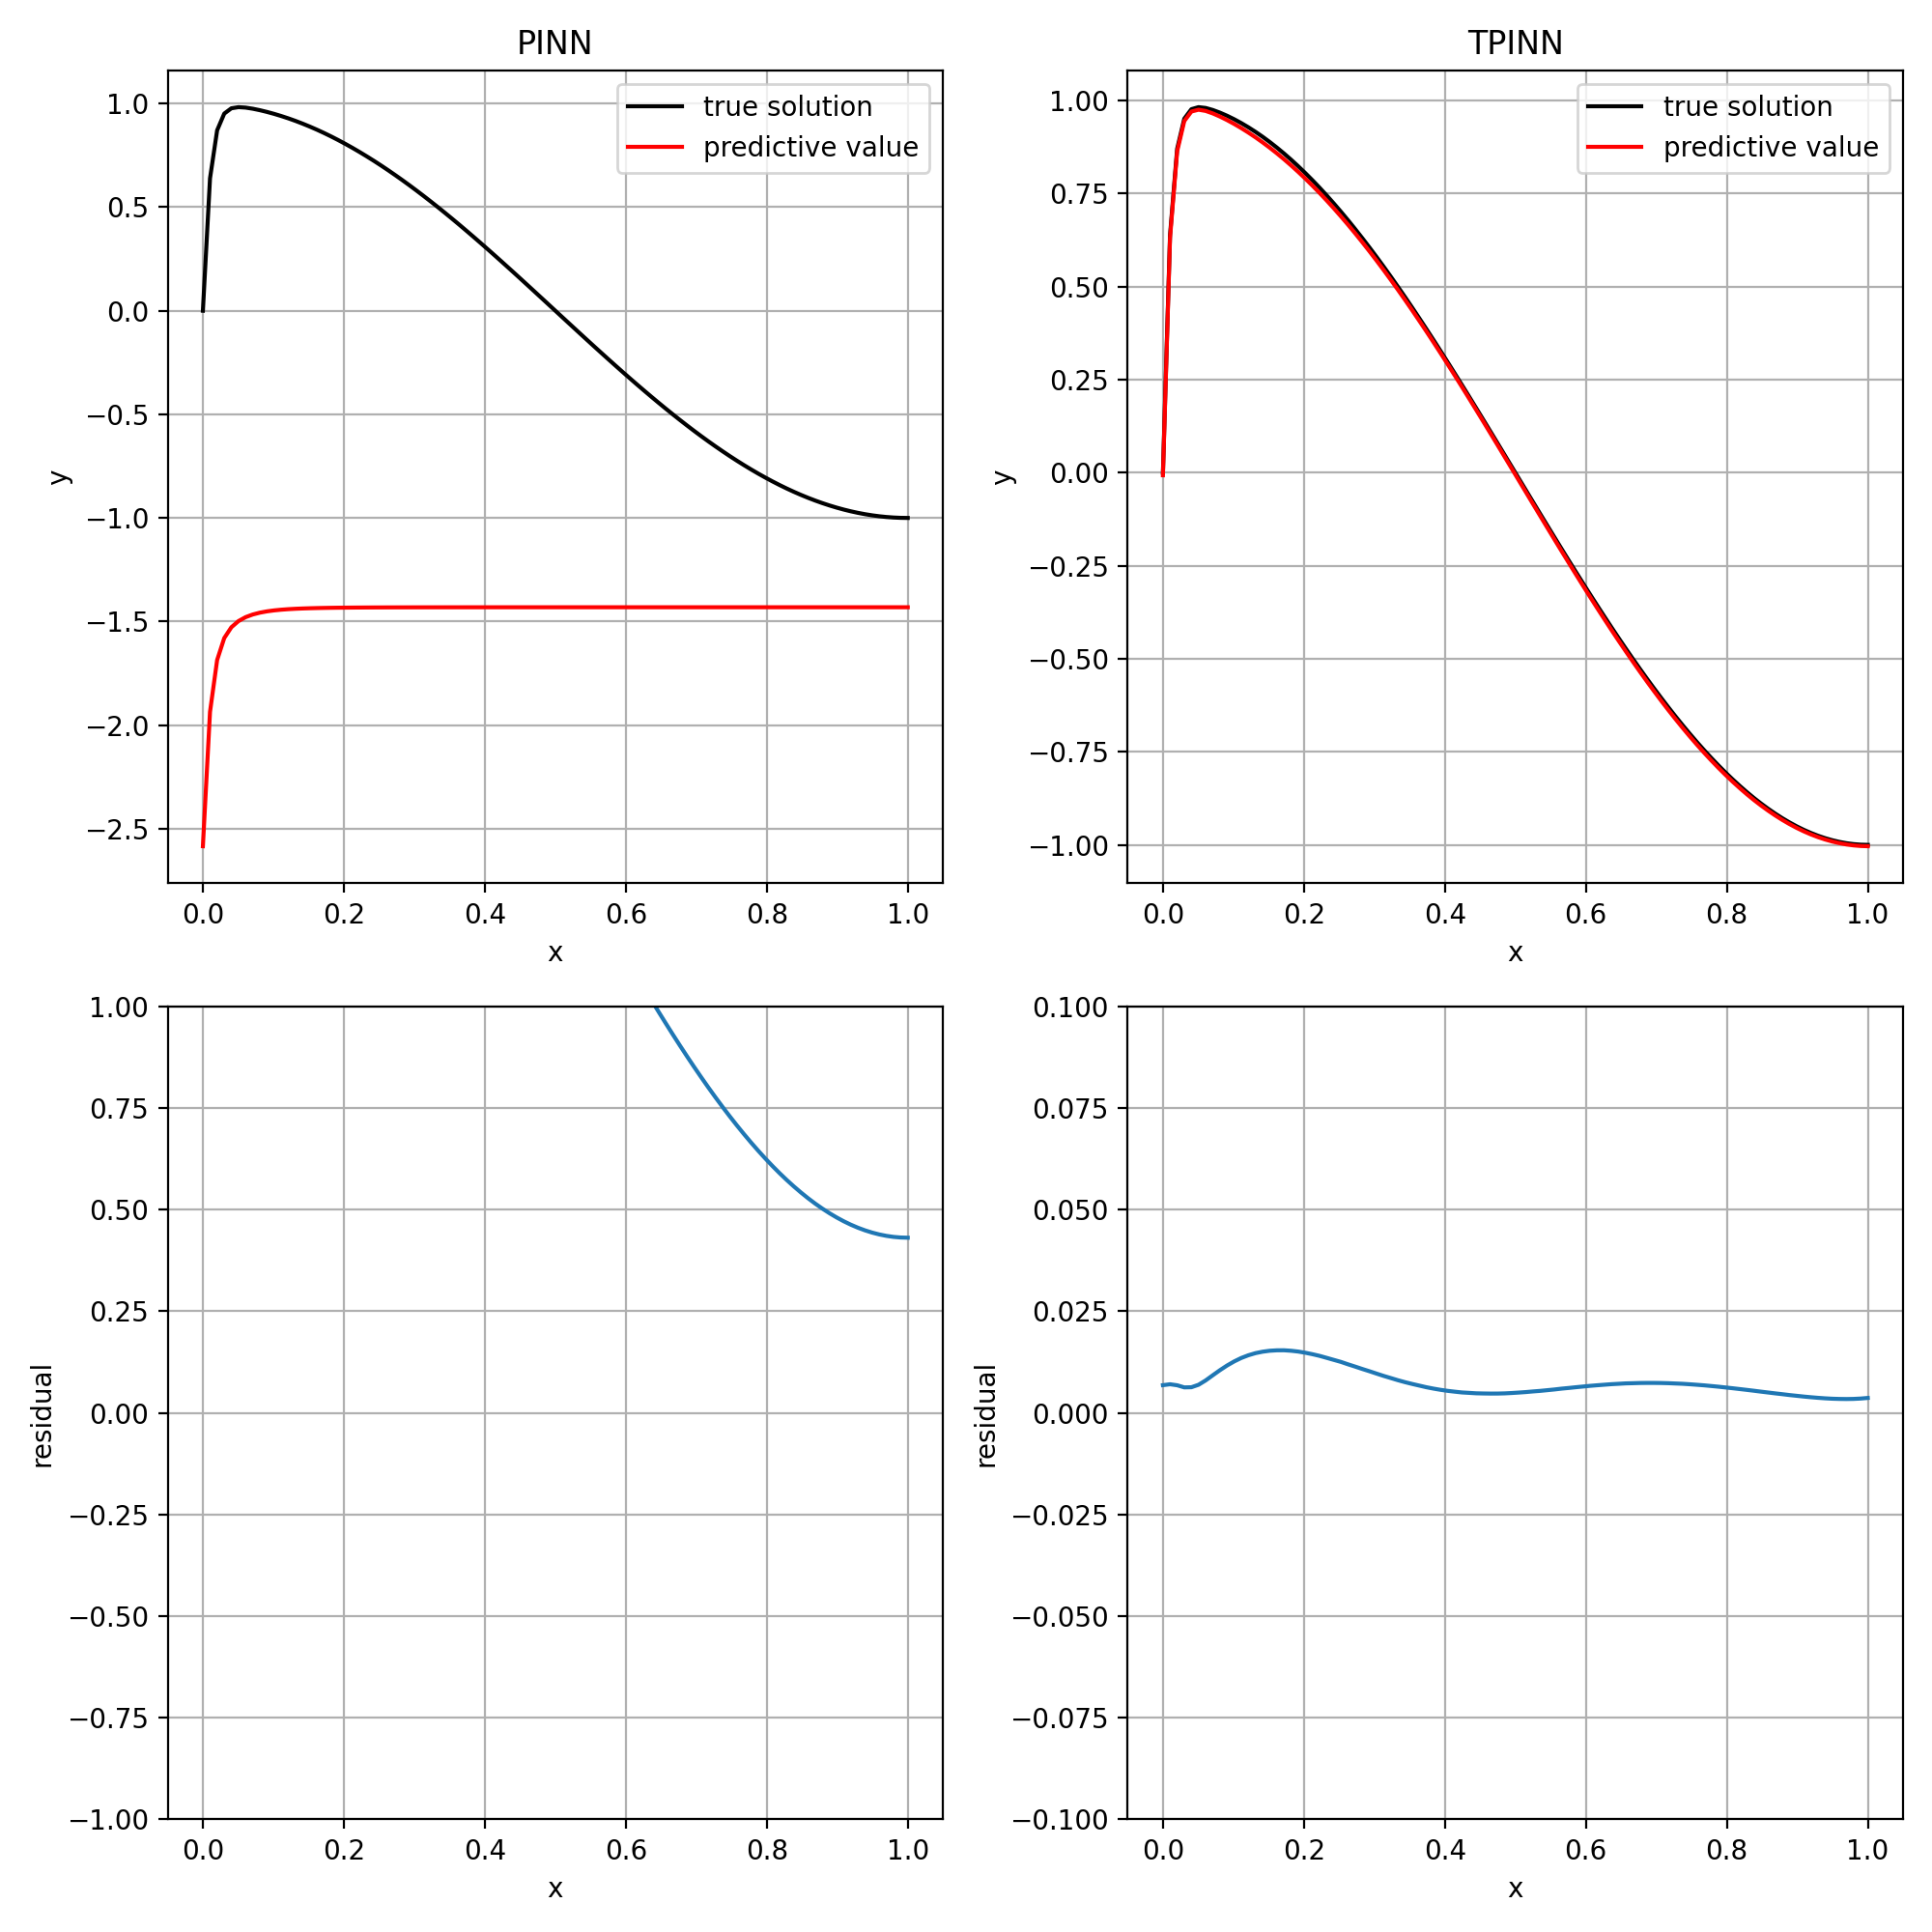 PINN
true solution
predictive value
1.0
0.5
0.0
−0.5
−1.0
−1.5
−2.0
−2.5
y
0.0 0.2 0.4 0.6 0.8 1.0
x
TPINN
true solution
predictive value
1.00
0.75
0.50
0.25
0.00
−0.25
−0.50
−0.75
−1.00
y
0.0 0.2 0.4 0.6 0.8 1.0
x
1.00
0.75
0.50
0.25
0.00
−0.25
−0.50
−0.75
−1.00
residual
0.0 0.2 0.4 0.6 0.8 1.0
x
0.100
0.075
0.050
0.025
0.000
−0.025
−0.050
−0.075
−0.100
residual
0.0 0.2 0.4 0.6 0.8 1.0
x